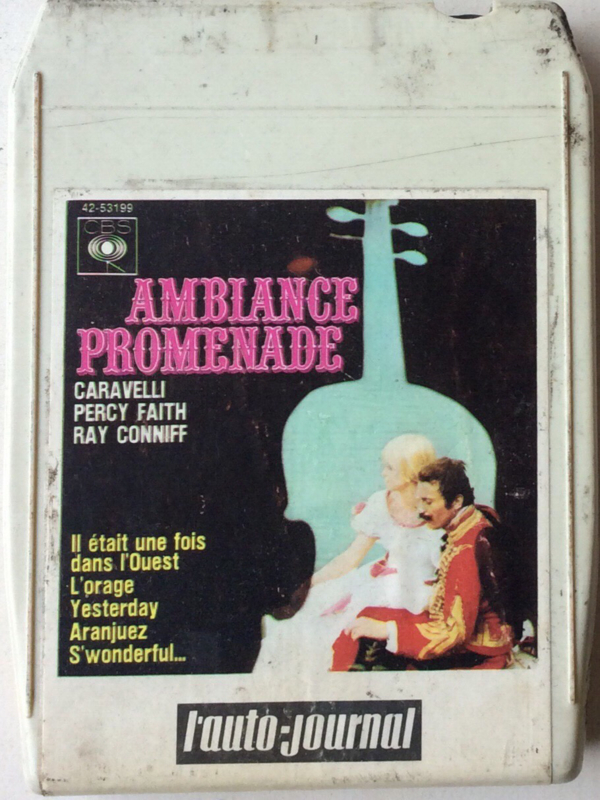 42-53199
CBS
AMBIANCE
PROMENADE
CARAVELLI
PERCY FAITH
RAY CONNIFF
Il était une fois
dans l'Ouest
L'orage
Yesterday
Aranjuez
S'wonderful...
l'auto-journal